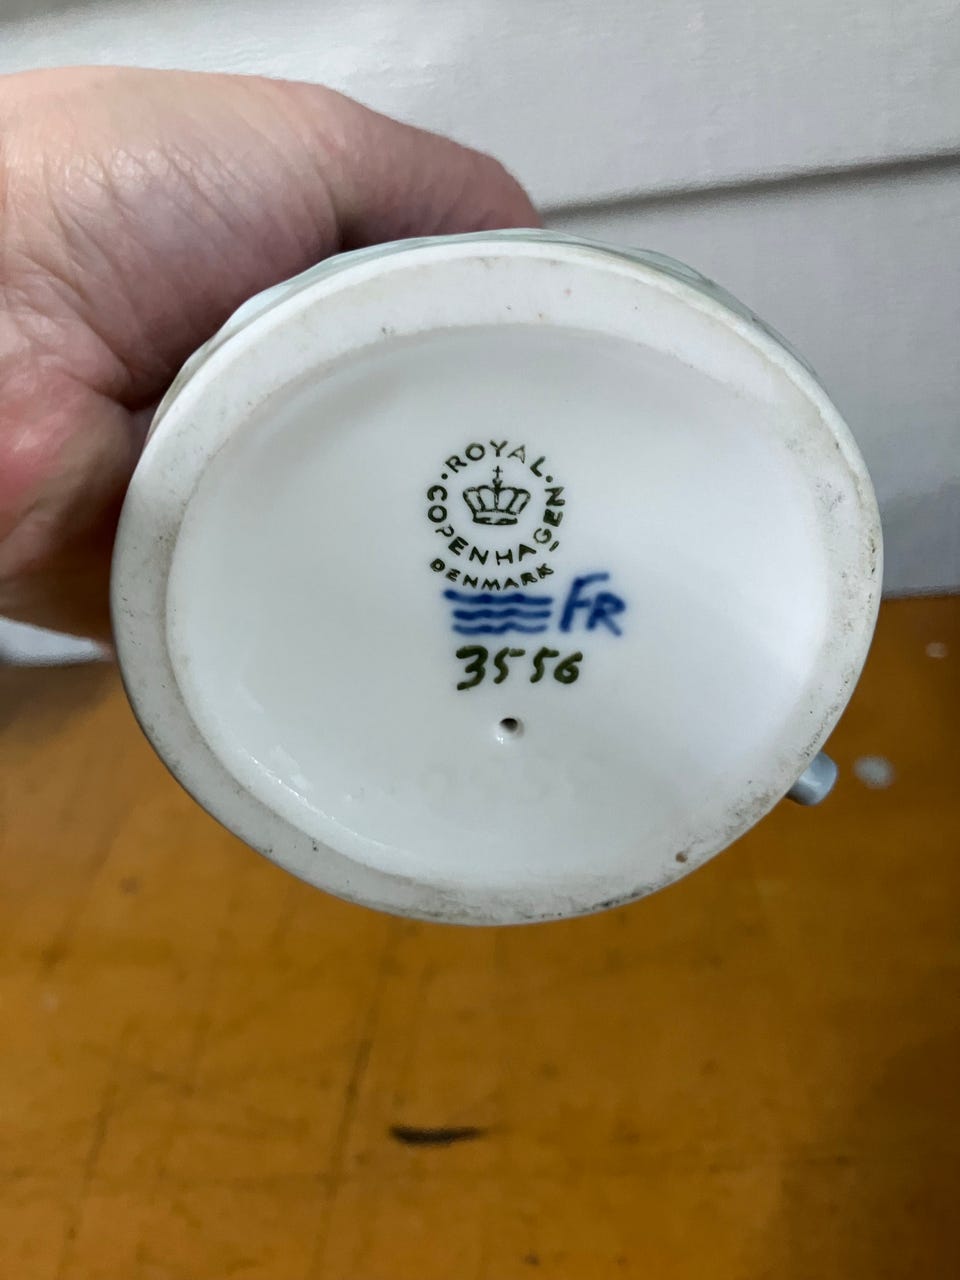 ROYAL
COPENHAGEN
DENMARK
FR
3556